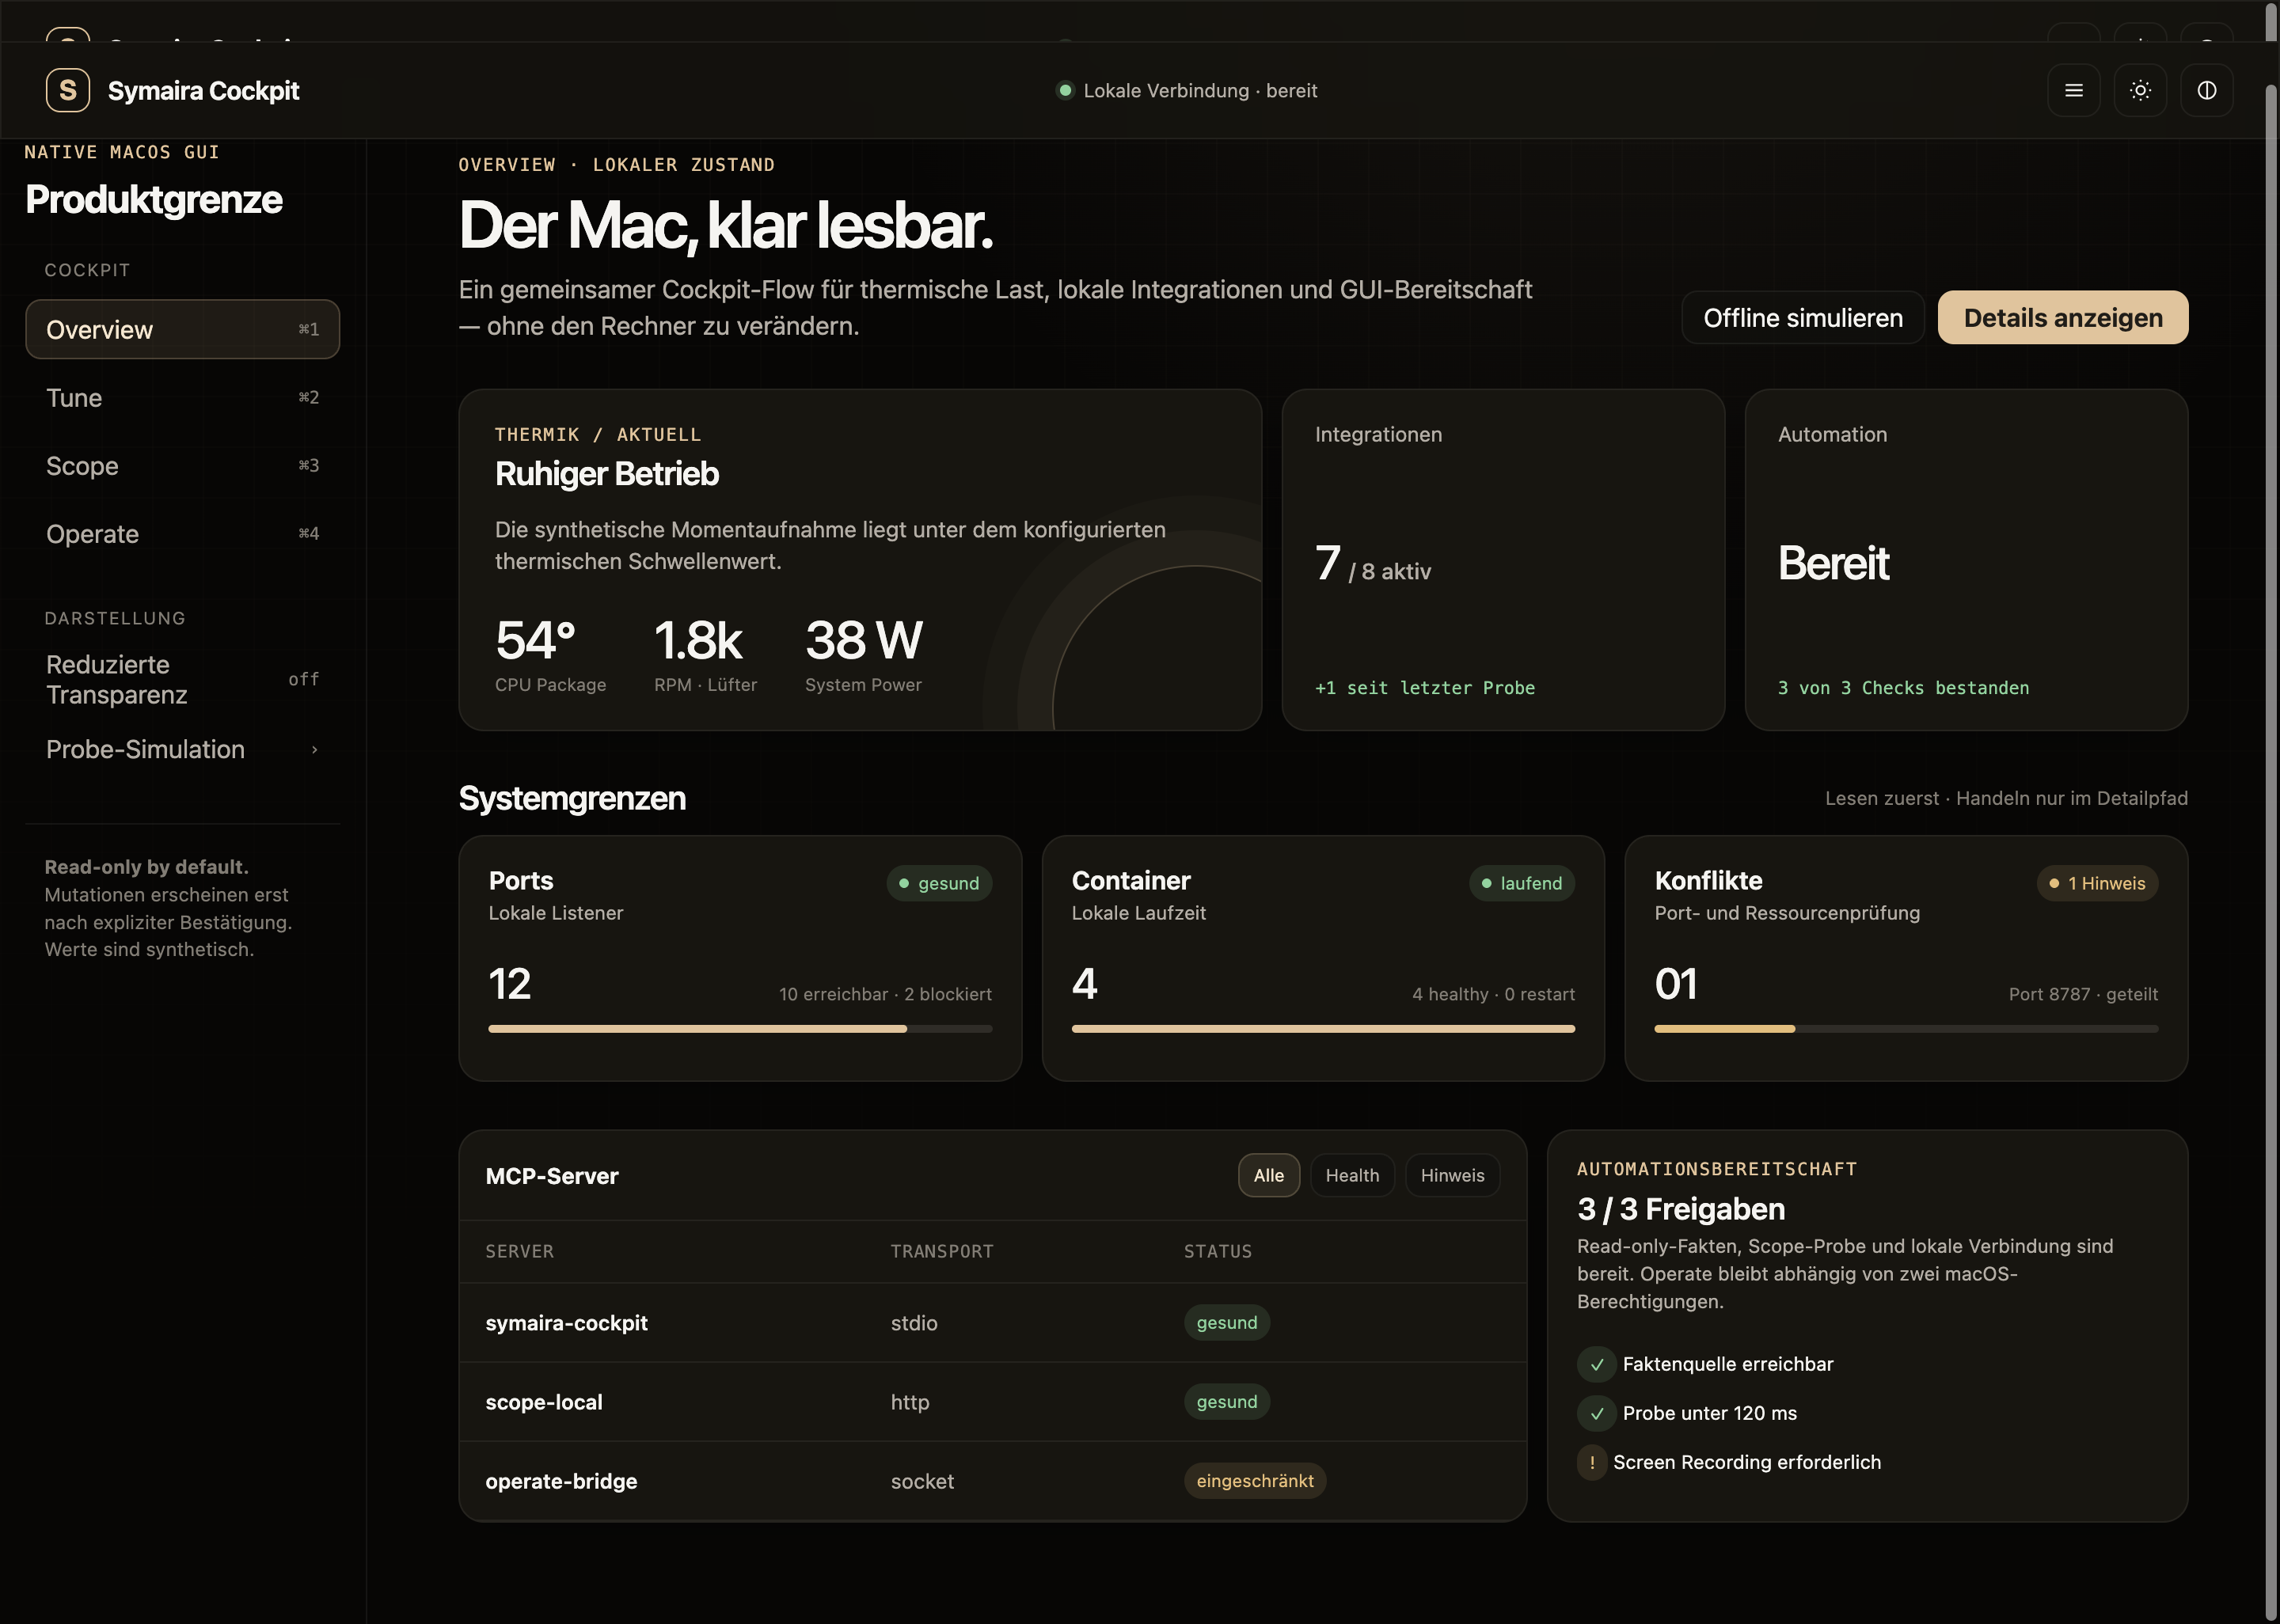 S Symaira Cockpit
Lokale Verbindung · bereit
NATIVE MACOS GUI
Produktgrenze
COCKPIT
Overview ⌘1
Tune ⌘2
Scope ⌘3
Operate ⌘4
DARSTELLUNG
Reduzierte
Transparenz
off
Probe-Simulation ›
Read-only by default.
Mutationen erscheinen erst
nach expliziter Bestätigung.
Werte sind synthetisch.
OVERVIEW · LOKALER ZUSTAND
Der Mac, klar lesbar.
Ein gemeinsamer Cockpit-Flow für thermische Last, lokale Integrationen und GUI-Bereitschaft
— ohne den Rechner zu verändern.
Offline simulieren
Details anzeigen
THERMIK / AKTUELL
Ruhiger Betrieb
Die synthetische Momentaufnahme liegt unter dem konfigurierten
thermischen Schwellenwert.
54° 1.8k 38 W
CPU Package RPM · Lüfter System Power
Integrationen
7 / 8 aktiv
+1 seit letzter Probe
Automation
Bereit
3 von 3 Checks bestanden
Systemgrenzen
Lesen zuerst · Handeln nur im Detailpfad
Ports
gesund
Lokale Listener
12
10 erreichbar · 2 blockiert
Container
laufend
Lokale Laufzeit
4
4 healthy · 0 restart
Konflikte
1 Hinweis
Port- und Ressourcenprüfung
01
Port 8787 · geteilt
MCP-Server
Alle Health Hinweis
SERVER TRANSPORT STATUS
symaira-cockpit stdio gesund
scope-local http gesund
operate-bridge socket eingeschränkt
AUTOMATIONSBEREITSCHAFT
3 / 3 Freigaben
Read-only-Fakten, Scope-Probe und lokale Verbindung sind
bereit. Operate bleibt abhängig von zwei macOS-
Berechtigungen.
✓ Faktenquelle erreichbar
✓ Probe unter 120 ms
! Screen Recording erforderlich